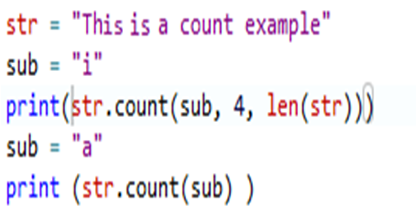 str = "This is a count example"
sub = "i"
print(str.count(sub, 4, len(str)))
sub = "a"
print (str.count(sub) )